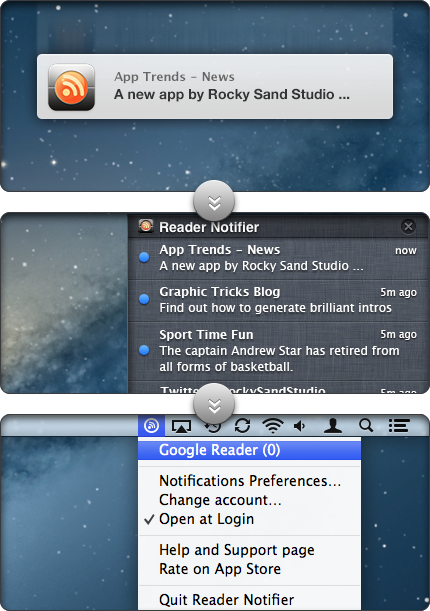 App Trends – News
A new app by Rocky Sand Studio ...
Reader Notifier
App Trends – News
now
A new app by Rocky Sand Studio ...
Graphic Tricks Blog
5m ago
Find out how to generate brilliant intros
Sport Time Fun
5m ago
The captain Andrew Star has retired from
all forms of basketball.
5m ago
Google Reader (0)
Notifications Preferences...
Change account...
Open at Login
Help and Support page
Rate on App Store
Quit Reader Notifier